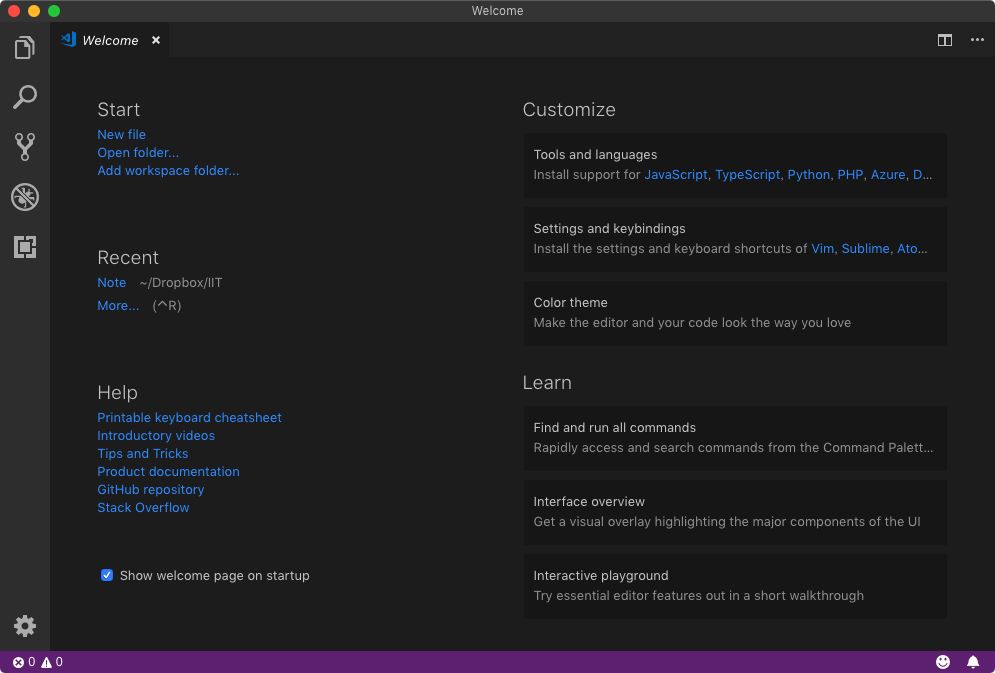 Welcome
Welcome
Start
New file
Open folder...
Add workspace folder...
Recent
Note ~/Dropbox/IIT
More... (^R)
Help
Printable keyboard cheatsheet
Introductory videos
Tips and Tricks
Product documentation
GitHub repository
Stack Overflow
Show welcome page on startup
Customize
Tools and languages
Install support for JavaScript, TypeScript, Python, PHP, Azure, D...
Settings and keybindings
Install the settings and keyboard shortcuts of Vim, Sublime, Ato...
Color theme
Make the editor and your code look the way you love
Learn
Find and run all commands
Rapidly access and search commands from the Command Palett...
Interface overview
Get a visual overlay highlighting the major components of the UI
Interactive playground
Try essential editor features out in a short walkthrough
0 0